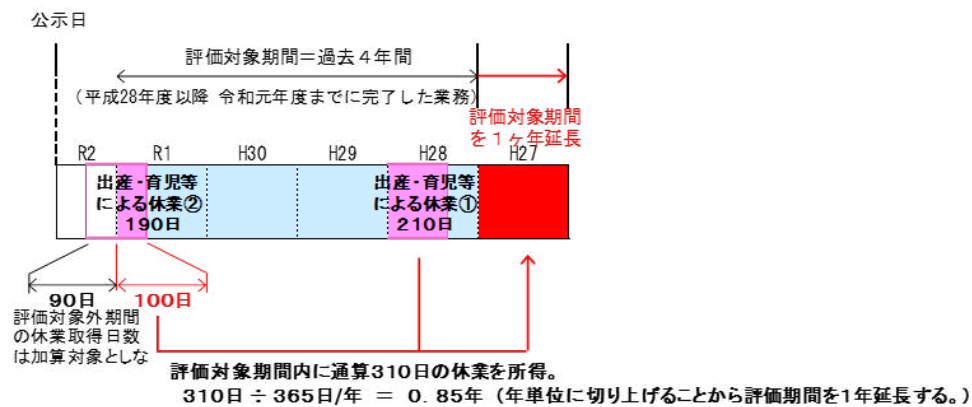 公示日
評価対象期間＝過去４年間
（平成28年度以降 令和元年度までに完了した業務）
評価対象期間
を１ヶ年延長
R2 R1 H30 H29 H28 H27
出産・育児等
による休業②
190日
出産・育児等
による休業①
210日
90日 100日
評価対象外期間
の休業取得日数
は加算対象としな
評価対象期間内に通算310日の休業を所得。
310日 ÷ 365日/年 ＝ 0. 85年 （年単位に切り上げることから評価期間を1年延長する。）